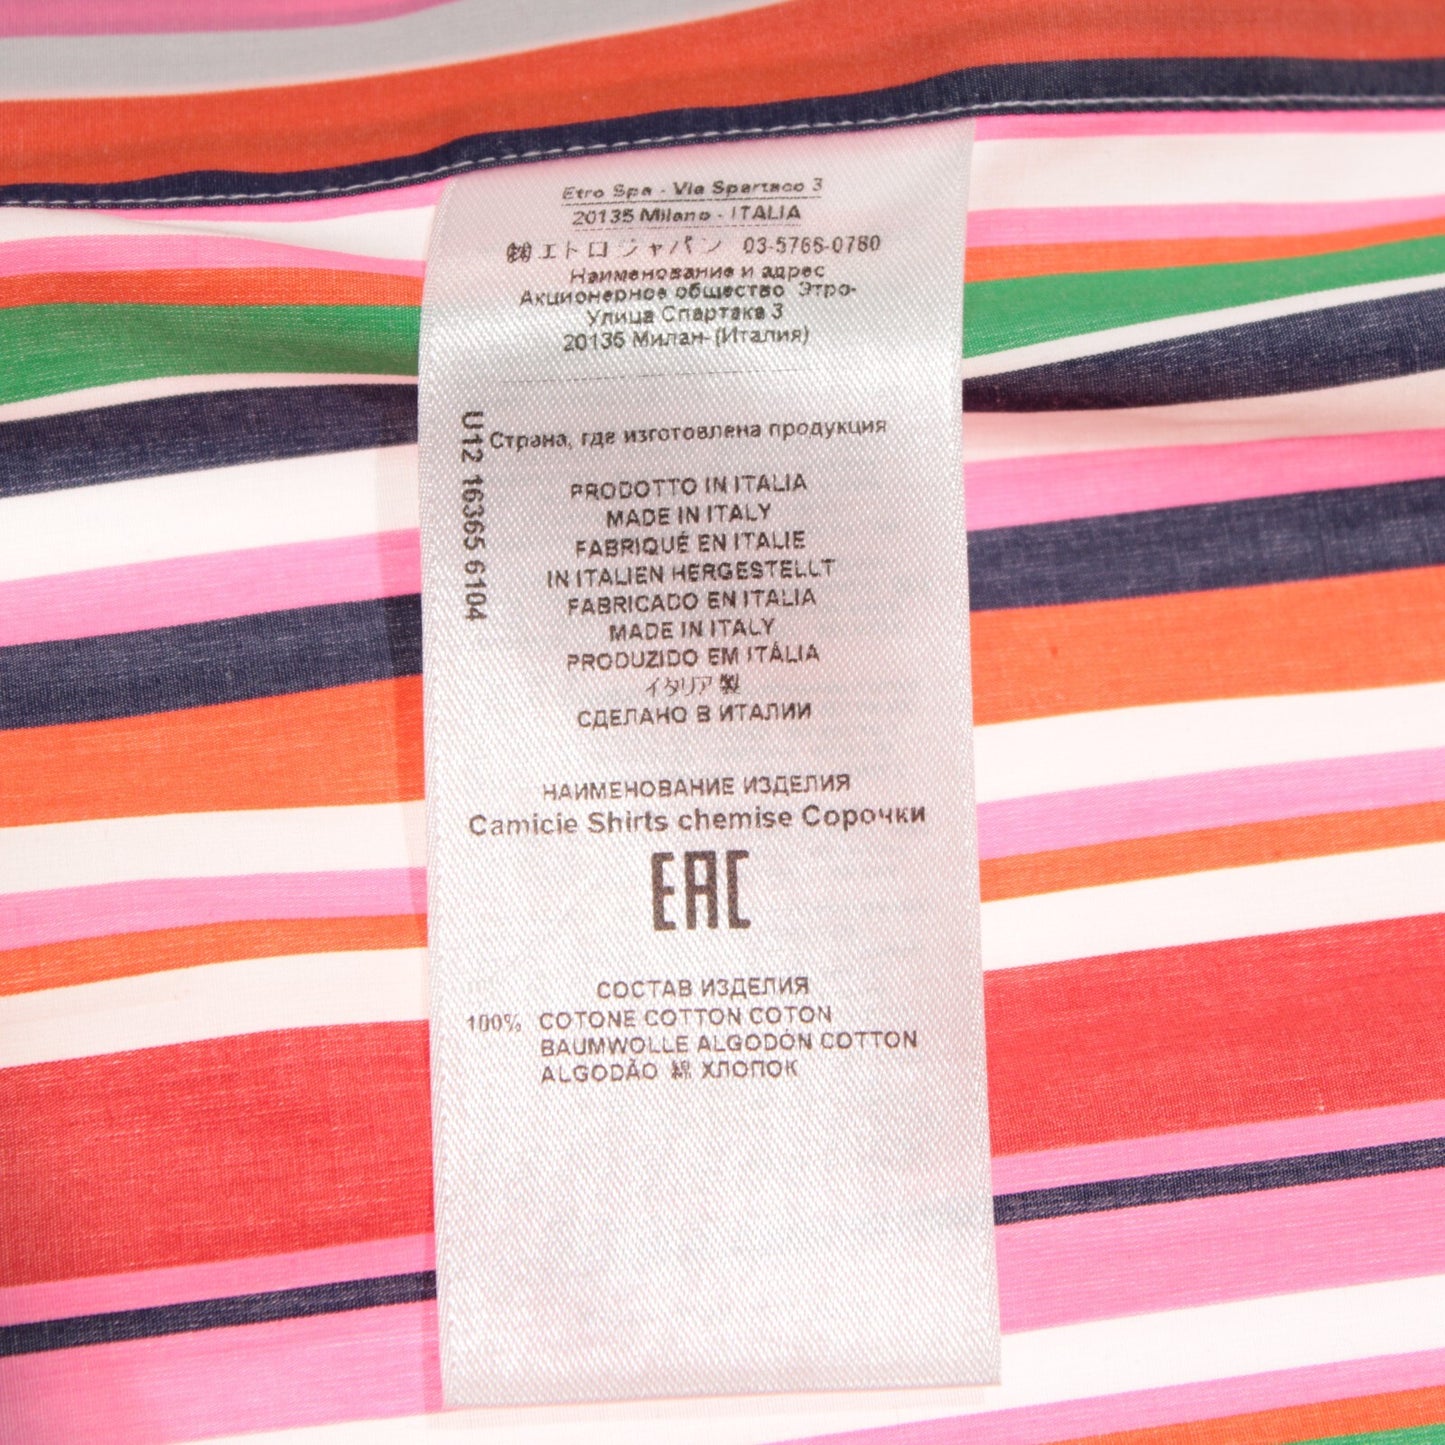 Etro Spa - Via Spartaco 3
20135 Milano - ITALIA
㈱エトロジャパン 03-5766-0780
Наименование и адрес
Акционерное общество Этро-
Улица Спартака 3
20135 Милан- (Италия)
U12 16365 6104
Страна, где изготовлена продукция
PRODOTTO IN ITALIA
MADE IN ITALY
FABRIQUÉ EN ITALIE
IN ITALIEN HERGESTELLT
FABRICADO EN ITALIA
MADE IN ITALY
PRODUZIDO EM ITÁLIA
イタリア製
СДЕЛАНО В ИТАЛИИ
НАИМЕНОВАНИЕ ИЗДЕЛИЯ
Camicie Shirts chemise Сорочки
EAC
СОСТАВ ИЗДЕЛИЯ
100% COTONE COTTON COTON
BAUMWOLLE ALGODÓN COTTON
ALGODÃO 綿 ХЛОПОК